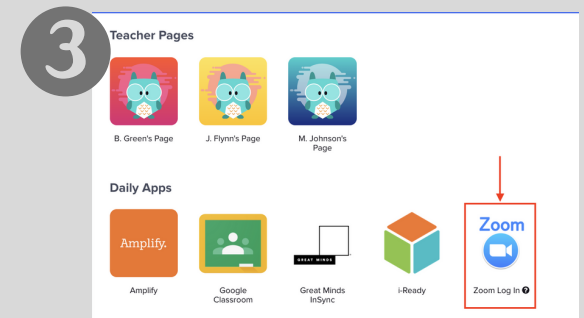 3
Teacher Pages
B. Green's Page
J. Flynn's Page
M. Johnson's
Page
Daily Apps
Amplify.
GREAT MINDS
Zoom
Amplify
Google
Classroom
Great Minds
InSync
i-Ready
Zoom Log In ?